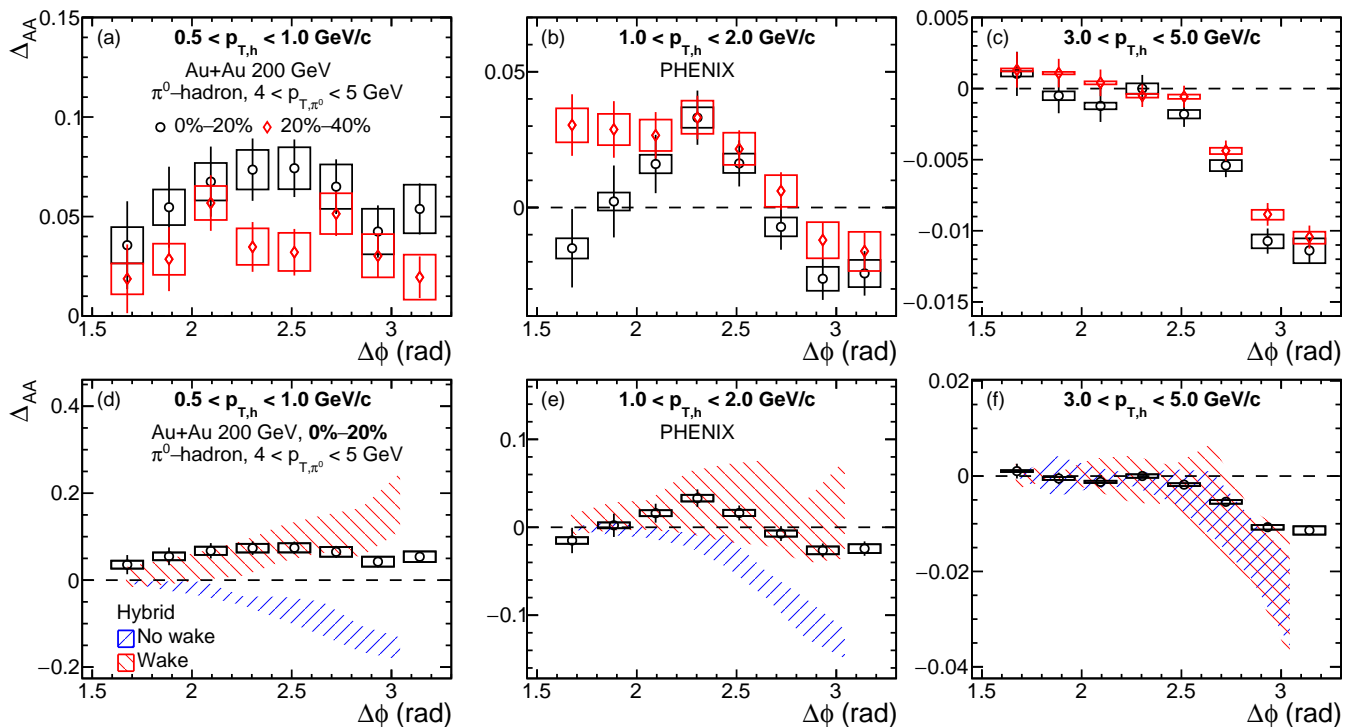 Δ_AA
(a) 0.5 < p_T,h < 1.0 GeV/c
Au+Au 200 GeV
π⁰–hadron, 4 < p_T,π⁰ < 5 GeV
0%–20% 20%–40%
0.15
0.1
0.05
0
1.5 2 2.5 3
Δφ (rad)
(b) 1.0 < p_T,h < 2.0 GeV/c
PHENIX
0.05
0
1.5 2 2.5 3
Δφ (rad)
(c) 3.0 < p_T,h < 5.0 GeV/c
0.005
0
−0.005
−0.01
−0.015
1.5 2 2.5 3
Δφ (rad)
Δ_AA
(d) 0.5 < p_T,h < 1.0 GeV/c
Au+Au 200 GeV, 0%–20%
π⁰–hadron, 4 < p_T,π⁰ < 5 GeV
0.4
0.2
0
−0.2
Hybrid
No wake
Wake
1.5 2 2.5 3
Δφ (rad)
(e) 1.0 < p_T,h < 2.0 GeV/c
PHENIX
0.1
0
−0.1
1.5 2 2.5 3
Δφ (rad)
(f) 3.0 < p_T,h < 5.0 GeV/c
0.02
0
−0.02
−0.04
1.5 2 2.5 3
Δφ (rad)